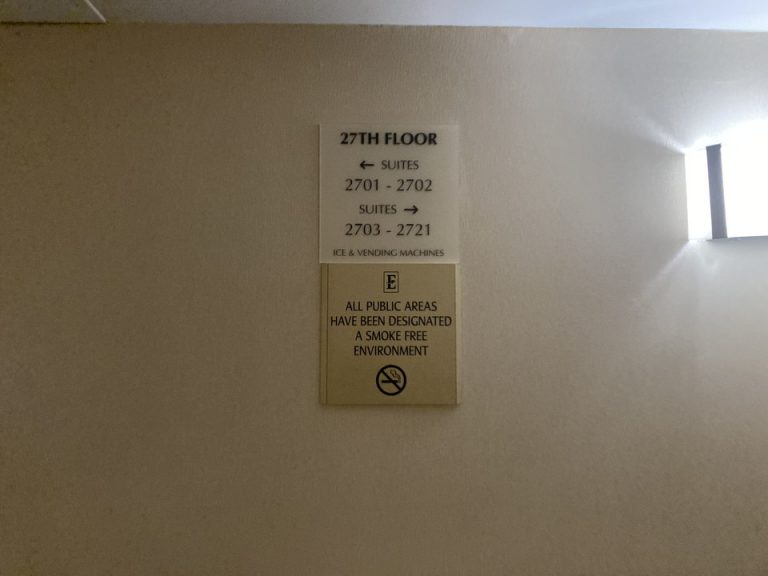 27TH FLOOR
← SUITES
2701 - 2702
SUITES →
2703 - 2721
ICE & VENDING MACHINES
E
ALL PUBLIC AREAS
HAVE BEEN DESIGNATED
A SMOKE FREE
ENVIRONMENT